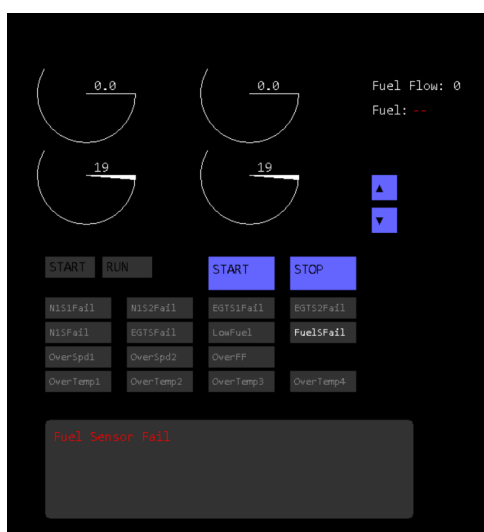 0.0 0.0 Fuel Flow: 0
Fuel: --
19 19
▲
▼
START RUN START STOP
N1S1Fail N1S2Fail EGTS1Fail EGTS2Fail
N1SFail EGTSFail LowFuel FuelSFail
OverSpd1 OverSpd2 OverFF
OverTemp1 OverTemp2 OverTemp3 OverTemp4
Fuel Sensor Fail